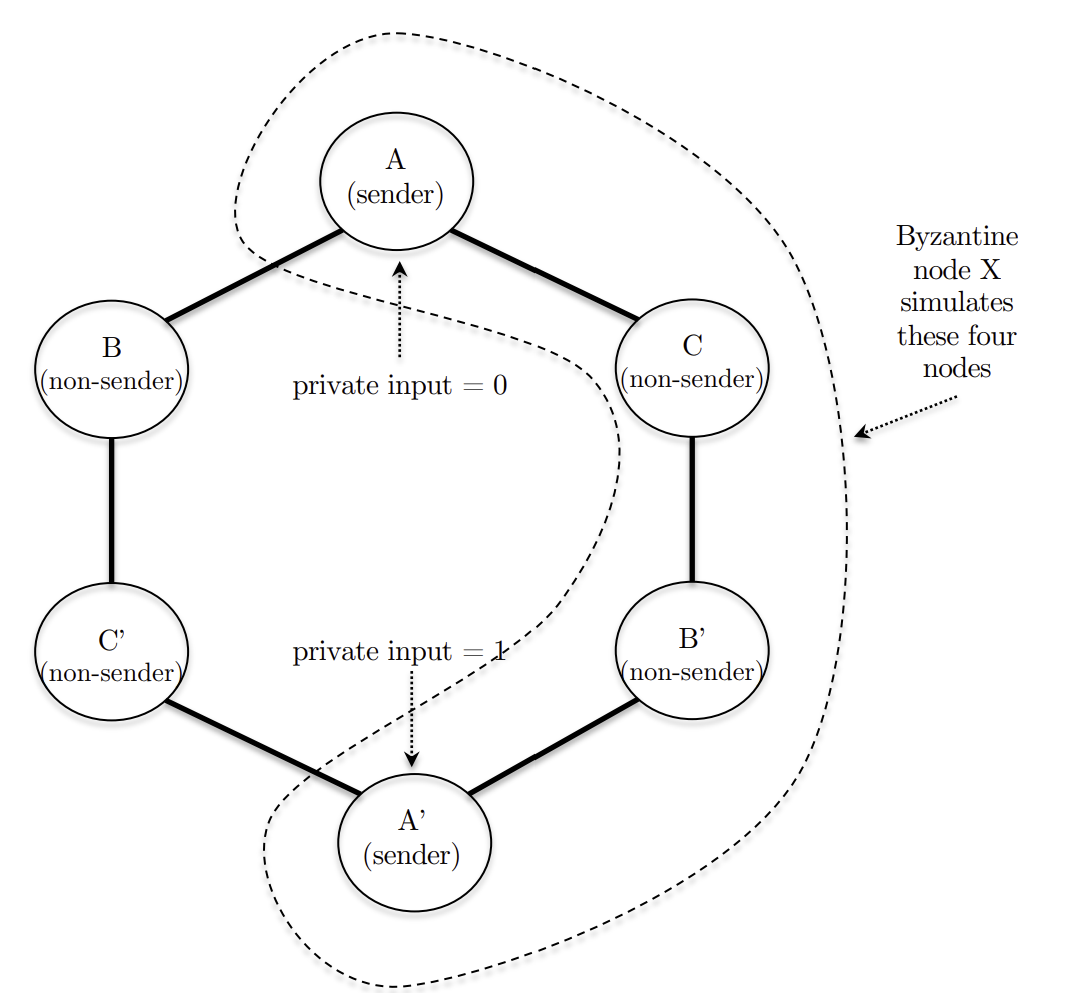 A
(sender)
Byzantine
node X
simulates
these four
nodes
B
(non-sender)
C
(non-sender)
private input = 0
C'
(non-sender)
private input = 1
B'
(non-sender)
A'
(sender)